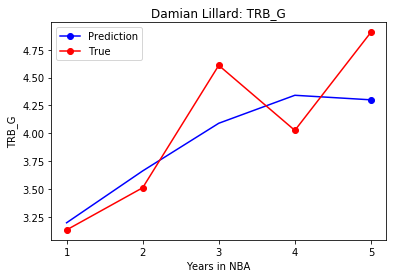 Damian Lillard: TRB_G
Prediction
True
TRB_G
4.75
4.50
4.25
4.00
3.75
3.50
3.25
1 2 3 4 5
Years in NBA